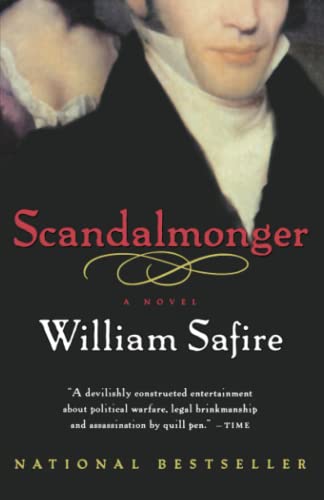 Scandalmonger
A NOVEL
William Safire
"A devilishly constructed entertainment
about political warfare, legal brinkmanship
and assassination by quill pen." –TIME
NATIONAL BESTSELLER